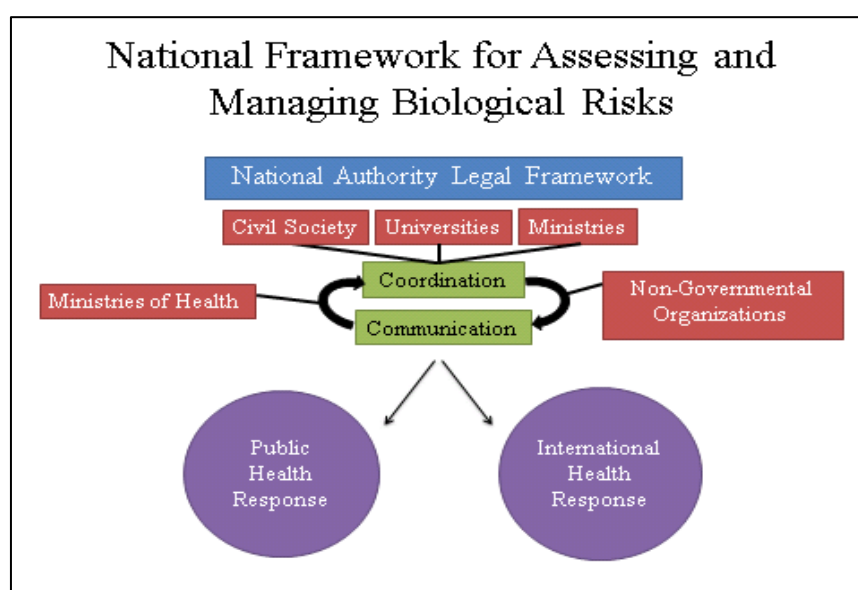 National Framework for Assessing and
Managing Biological Risks
National Authority Legal Framework
Civil Society
Universities
Ministries
Coordination
Ministries of Health
Non-Governmental
Organizations
Communication
Public
Health
Response
International
Health
Response